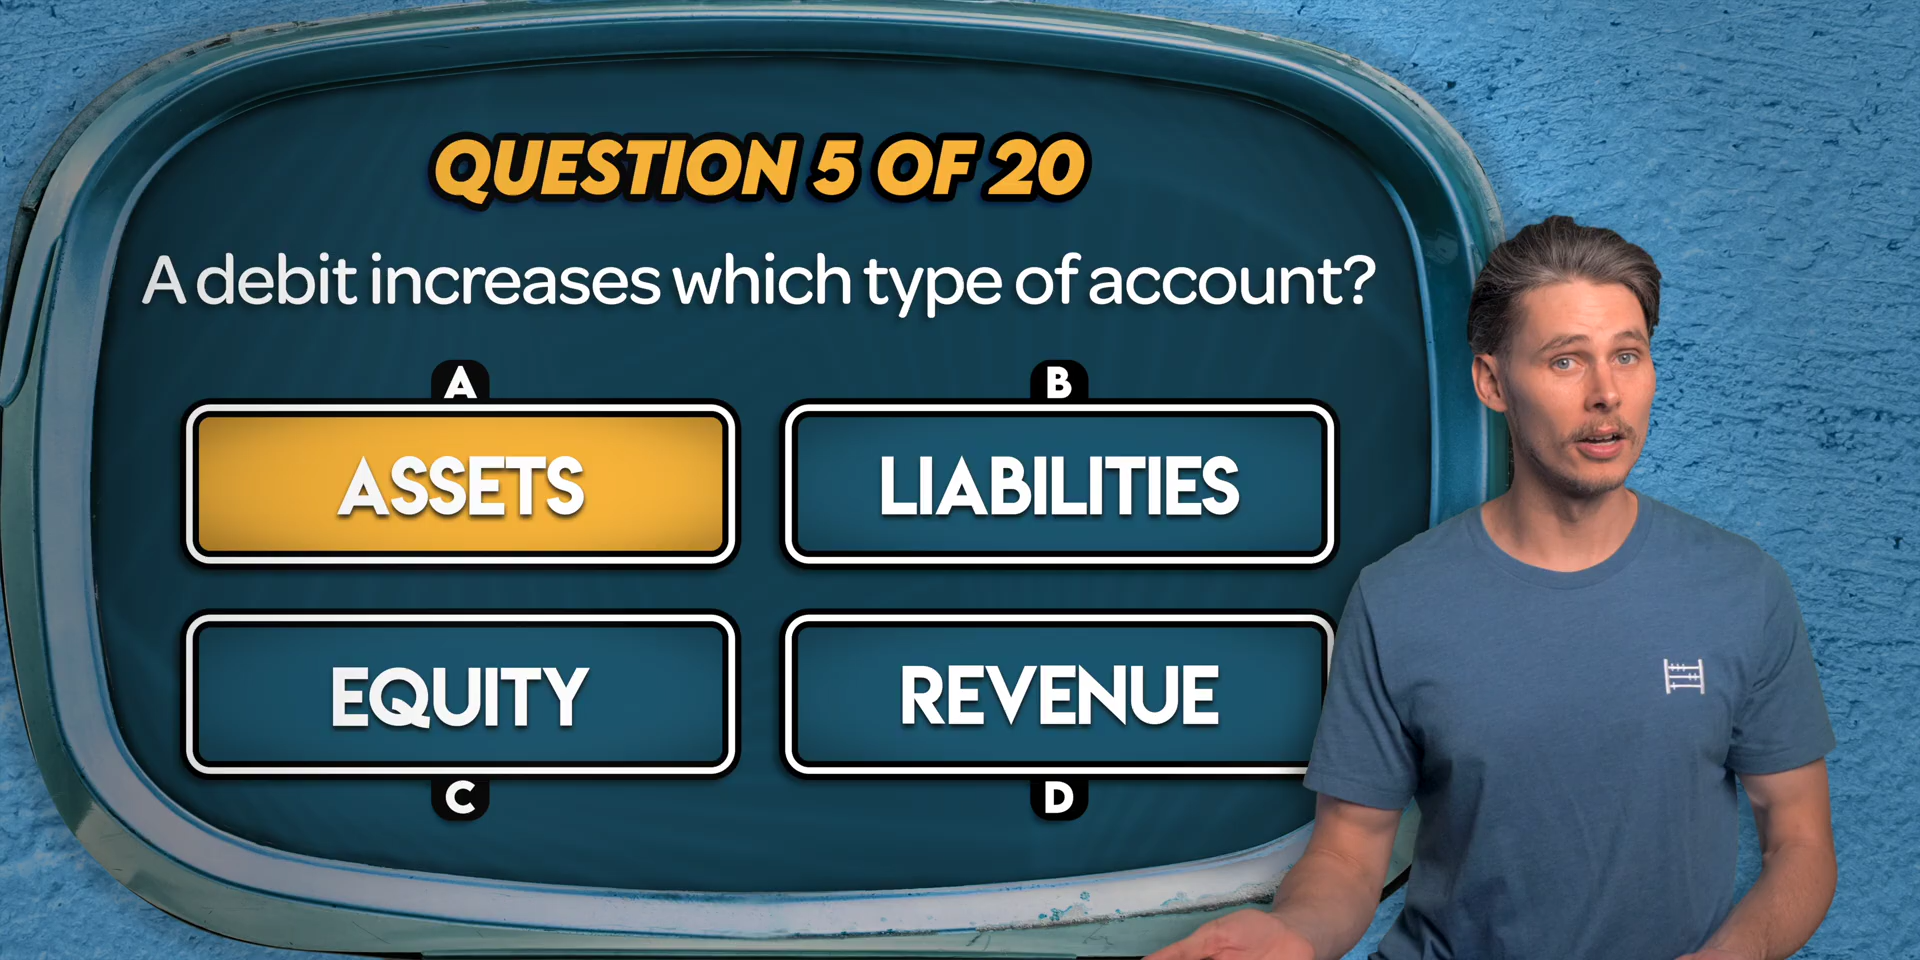 QUESTION 5 OF 20
A debit increases which type of account?
A
B
ASSETS
LIABILITIES
EQUITY
REVENUE
C
D